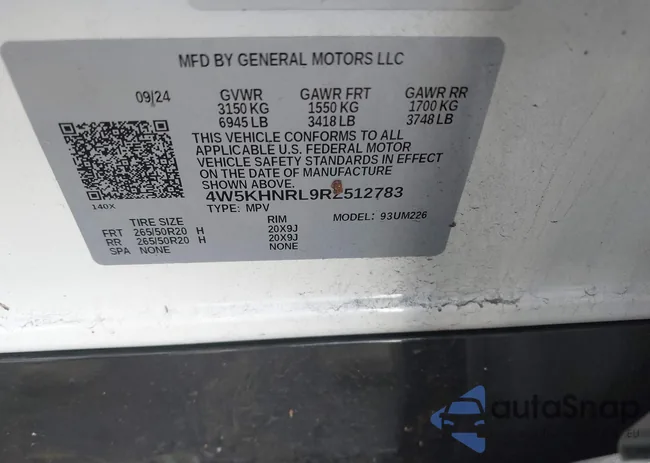 MFD BY GENERAL MOTORS LLC
09/24 GVWR GAWR FRT GAWR RR
3150 KG 1550 KG 1700 KG
6945 LB 3418 LB 3748 LB
THIS VEHICLE CONFORMS TO ALL
APPLICABLE U.S. FEDERAL MOTOR
VEHICLE SAFETY STANDARDS IN EFFECT
ON THE DATE OF MANUFACTURE
SHOWN ABOVE.
4W5KHNRL9RZ512783
140X TYPE: MPV MODEL: 93UM226
TIRE SIZE RIM
FRT 265/50R20 H 20X9J
RR 265/50R20 H 20X9J
SPA NONE NONE
autoSnap